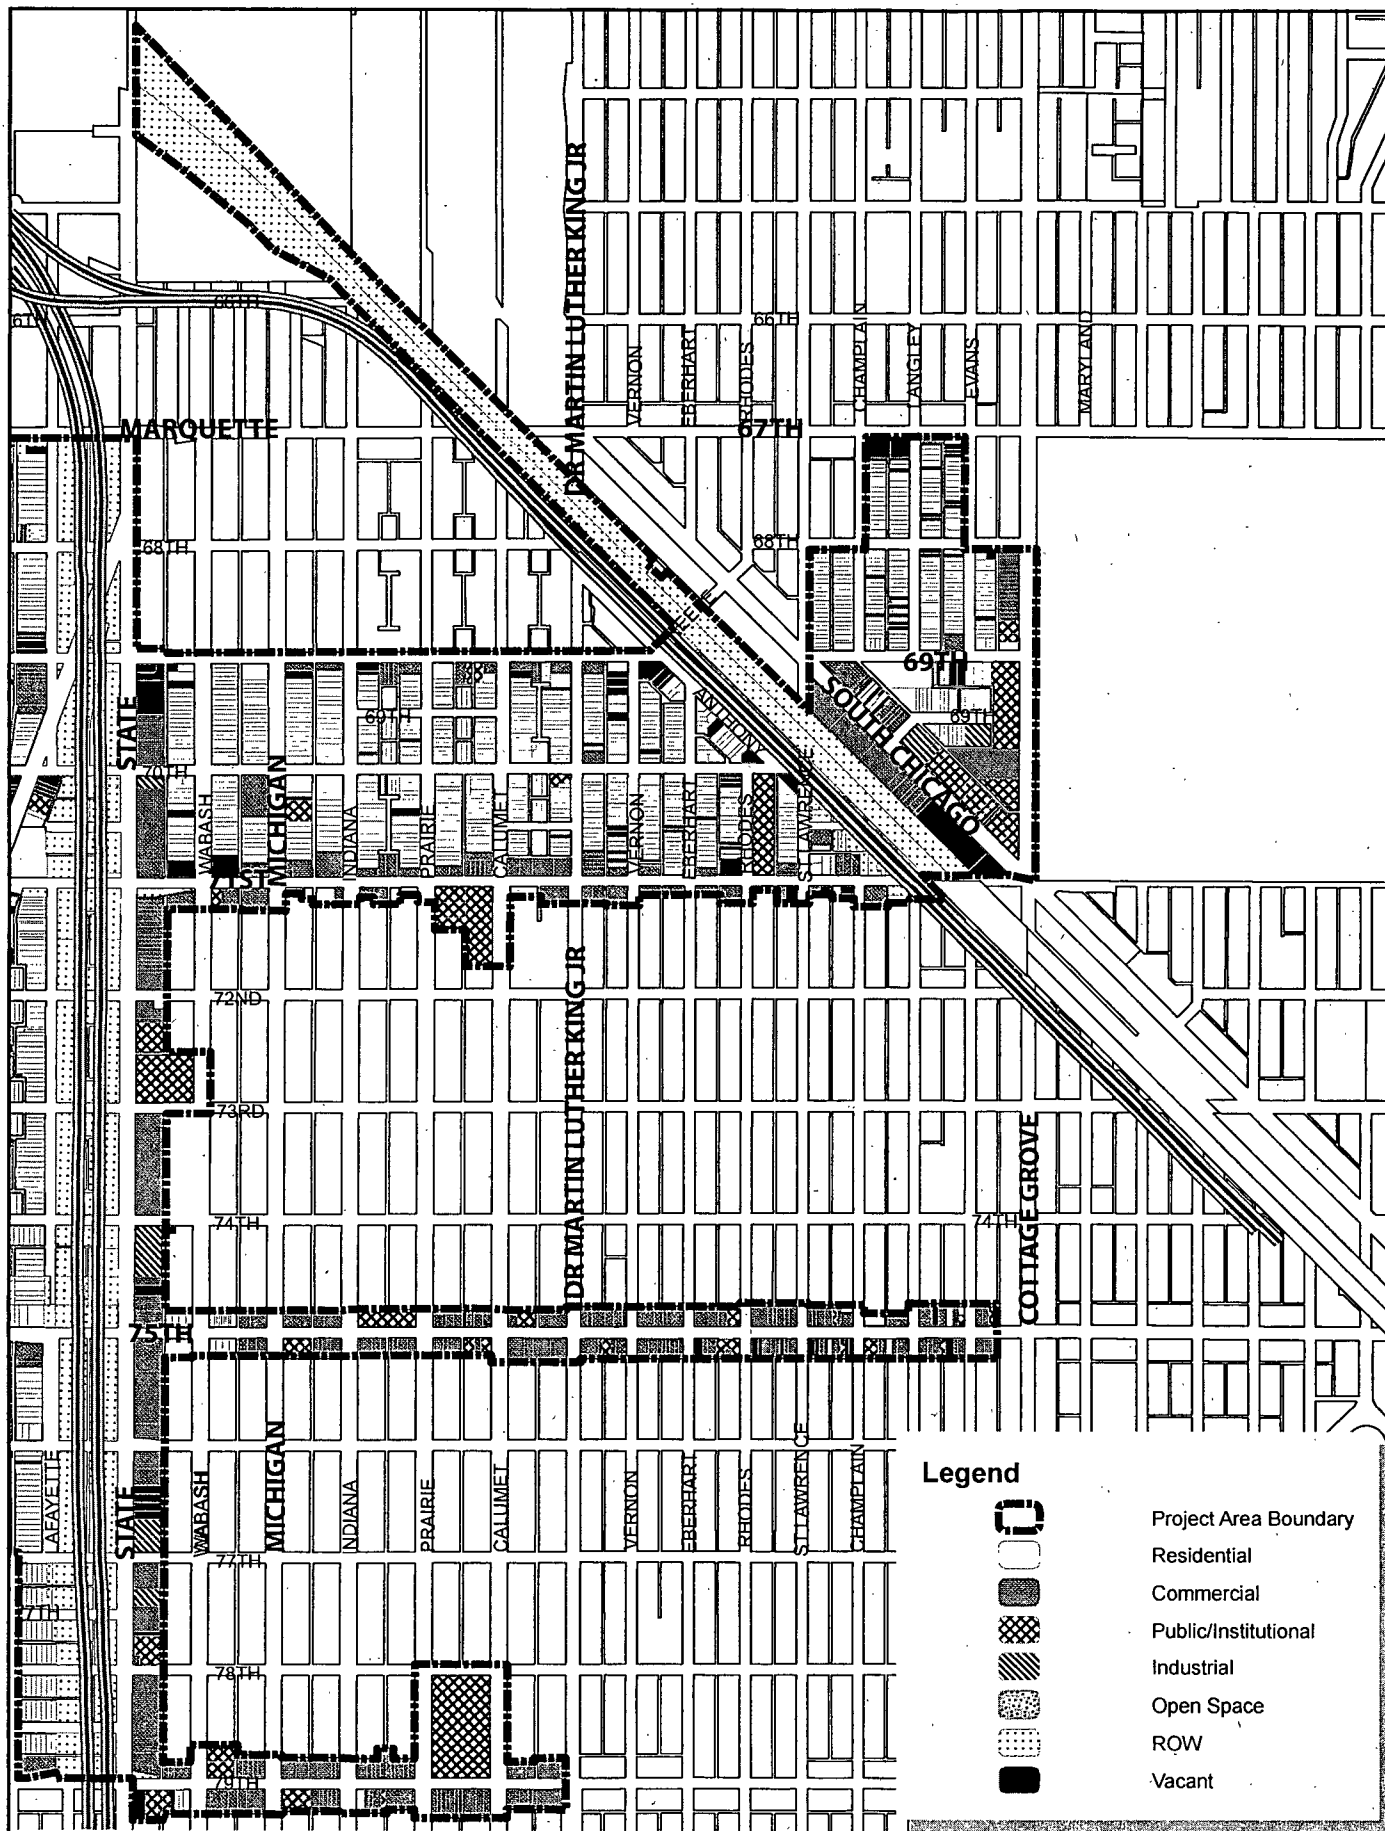 DR MARTIN LUTHER KING JR
66TH
66TH
VERNON
EBERHART
RHODES
CHAMPLAIN
LANGLEY
EVANS
MARYLAND
MARQUETTE
67TH
68TH
68TH
69TH
SOUTH CHICAGO
69TH
69TH
ANTHONY
STATE
70TH
WABASH
MICHIGAN
INDIANA
PRAIRIE
CALUMET
VERNON
EBERHART
RHODES
ST LAWRENCE
71ST
72ND
DR MARTIN LUTHER KING JR
73RD
74TH
74TH
COTTAGE GROVE
75TH
AFAYETTE
STATE
WABASH
MICHIGAN
INDIANA
PRAIRIE
CALUMET
VERNON
EBERHART
RHODES
ST LAWRENCE
CHAMPLAIN
77TH
7TH
78TH
79TH
Legend
Project Area Boundary
Residential
Commercial
Public/Institutional
Industrial
Open Space
ROW
Vacant